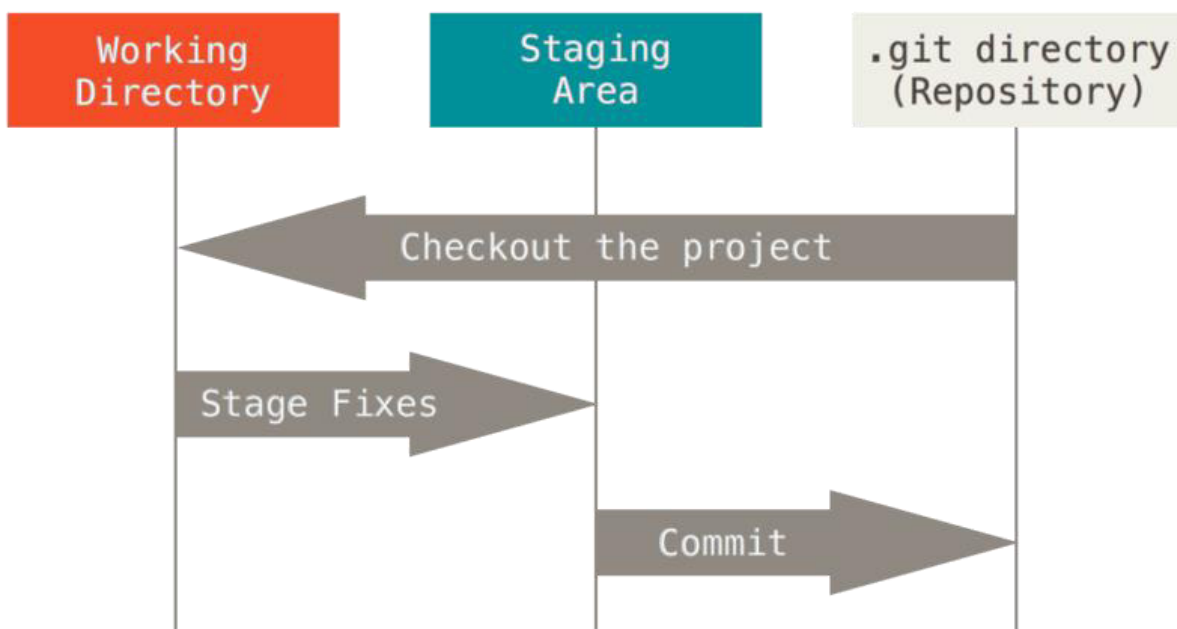 Working
Directory
Staging
Area
.git directory
(Repository)
Checkout the project
Stage Fixes
Commit